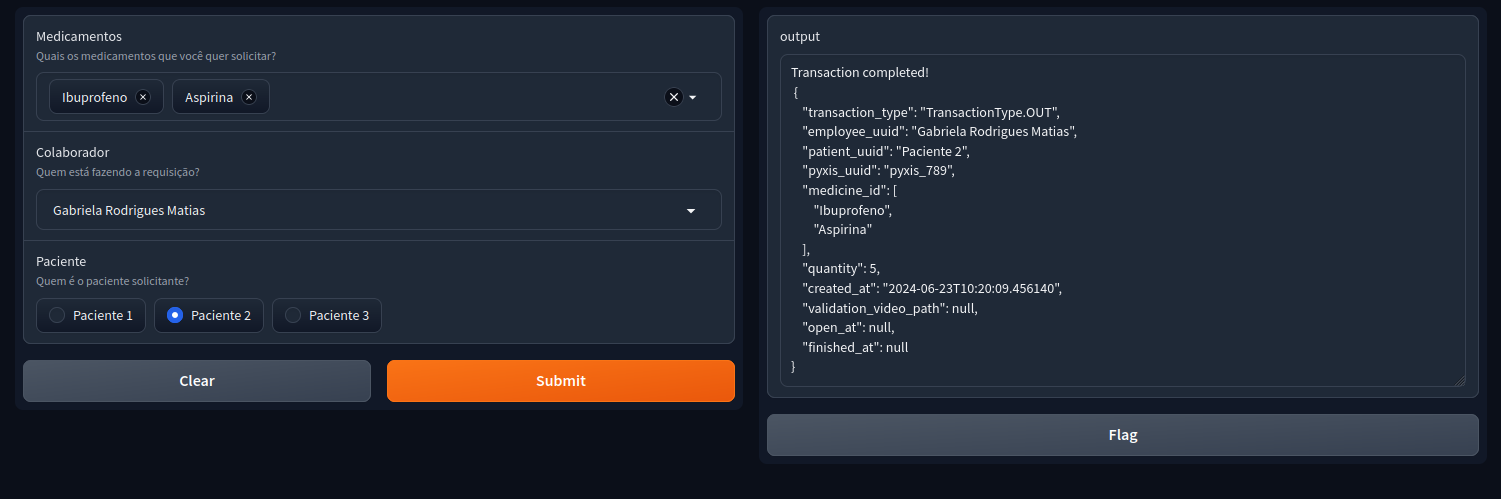 Medicamentos
Quais os medicamentos que você quer solicitar?
Ibuprofeno Aspirina
Colaborador
Quem está fazendo a requisição?
Gabriela Rodrigues Matias
Paciente
Quem é o paciente solicitante?
Paciente 1 Paciente 2 Paciente 3
Clear Submit
output
Transaction completed!
{
"transaction_type": "TransactionType.OUT",
"employee_uuid": "Gabriela Rodrigues Matias",
"patient_uuid": "Paciente 2",
"pyxis_uuid": "pyxis_789",
"medicine_id": [
"Ibuprofeno",
"Aspirina"
],
"quantity": 5,
"created_at": "2024-06-23T10:20:09.456140",
"validation_video_path": null,
"open_at": null,
"finished_at": null
}
Flag